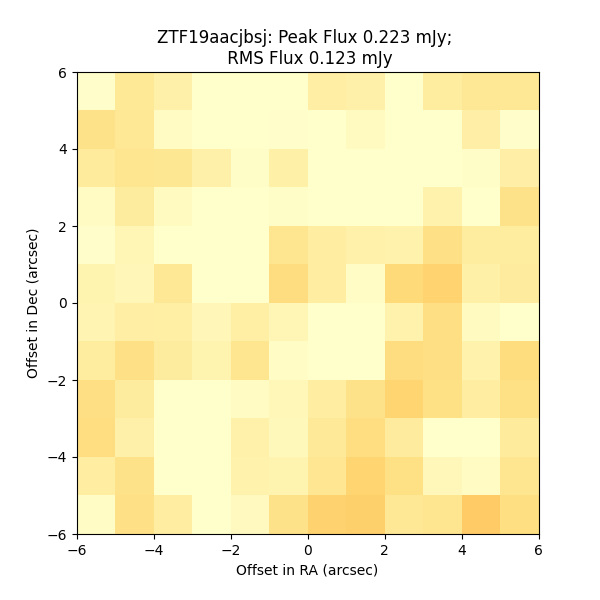 ZTF19aacjbsj: Peak Flux 0.223 mJy;
RMS Flux 0.123 mJy
6
4
2
0
−2
−4
−6
Offset in Dec (arcsec)
−6 −4 −2 0 2 4 6
Offset in RA (arcsec)